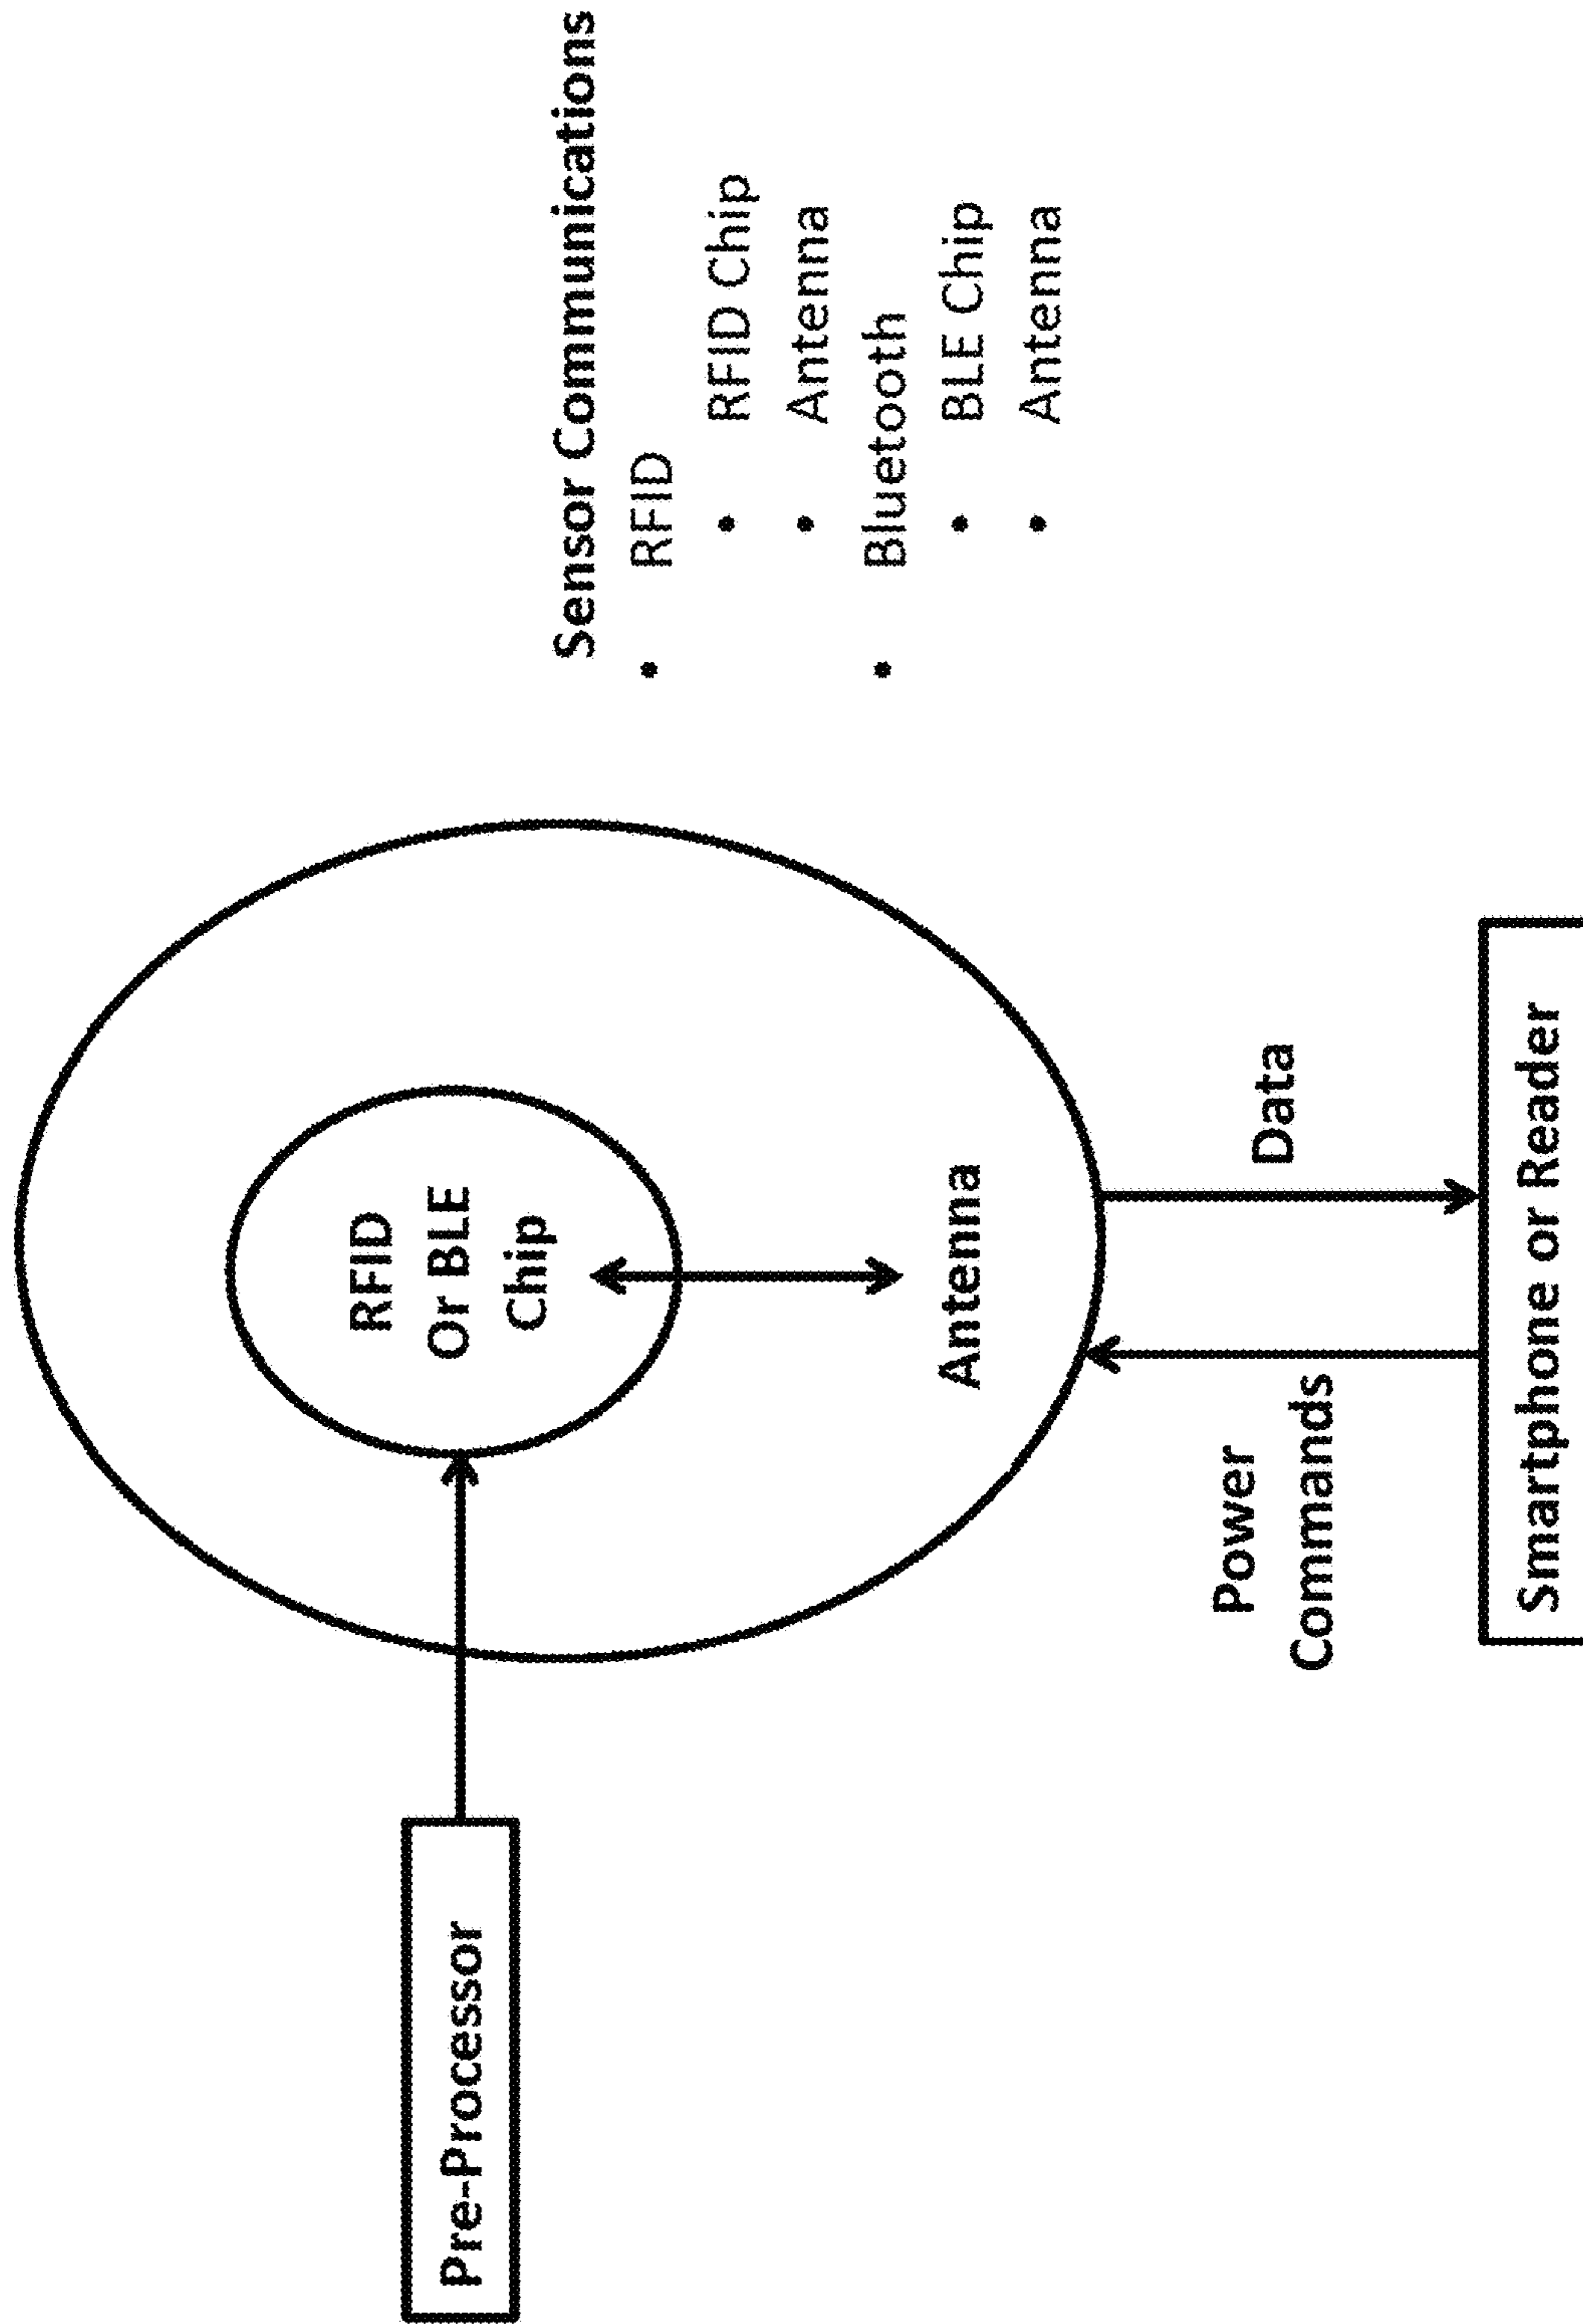 Pre-Processor
RFID
Or BLE
Chip
Antenna
Power
Commands
Data
Smartphone or Reader
Sensor Communications
• RFID
• RFID Chip
• Antenna
• Bluetooth
• BLE Chip
• Antenna